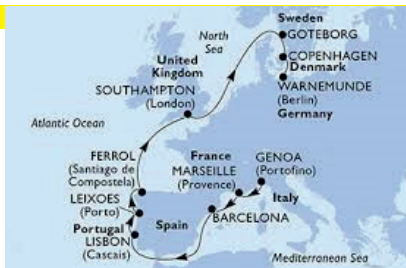 North
Sea
Sweden
GOTEBORG
COPENHAGEN
Denmark
WARNEMUNDE
(Berlin)
Germany
United
Kingdom
SOUTHAMPTON
(London)
Atlantic Ocean
FERROL
(Santiago de
Compostela)
LEIXOES
(Porto)
Portugal
LISBON
(Cascais)
Spain
France
MARSEILLE
(Provence)
GENOA
(Portofino)
Italy
BARCELONA
Mediterranean Sea